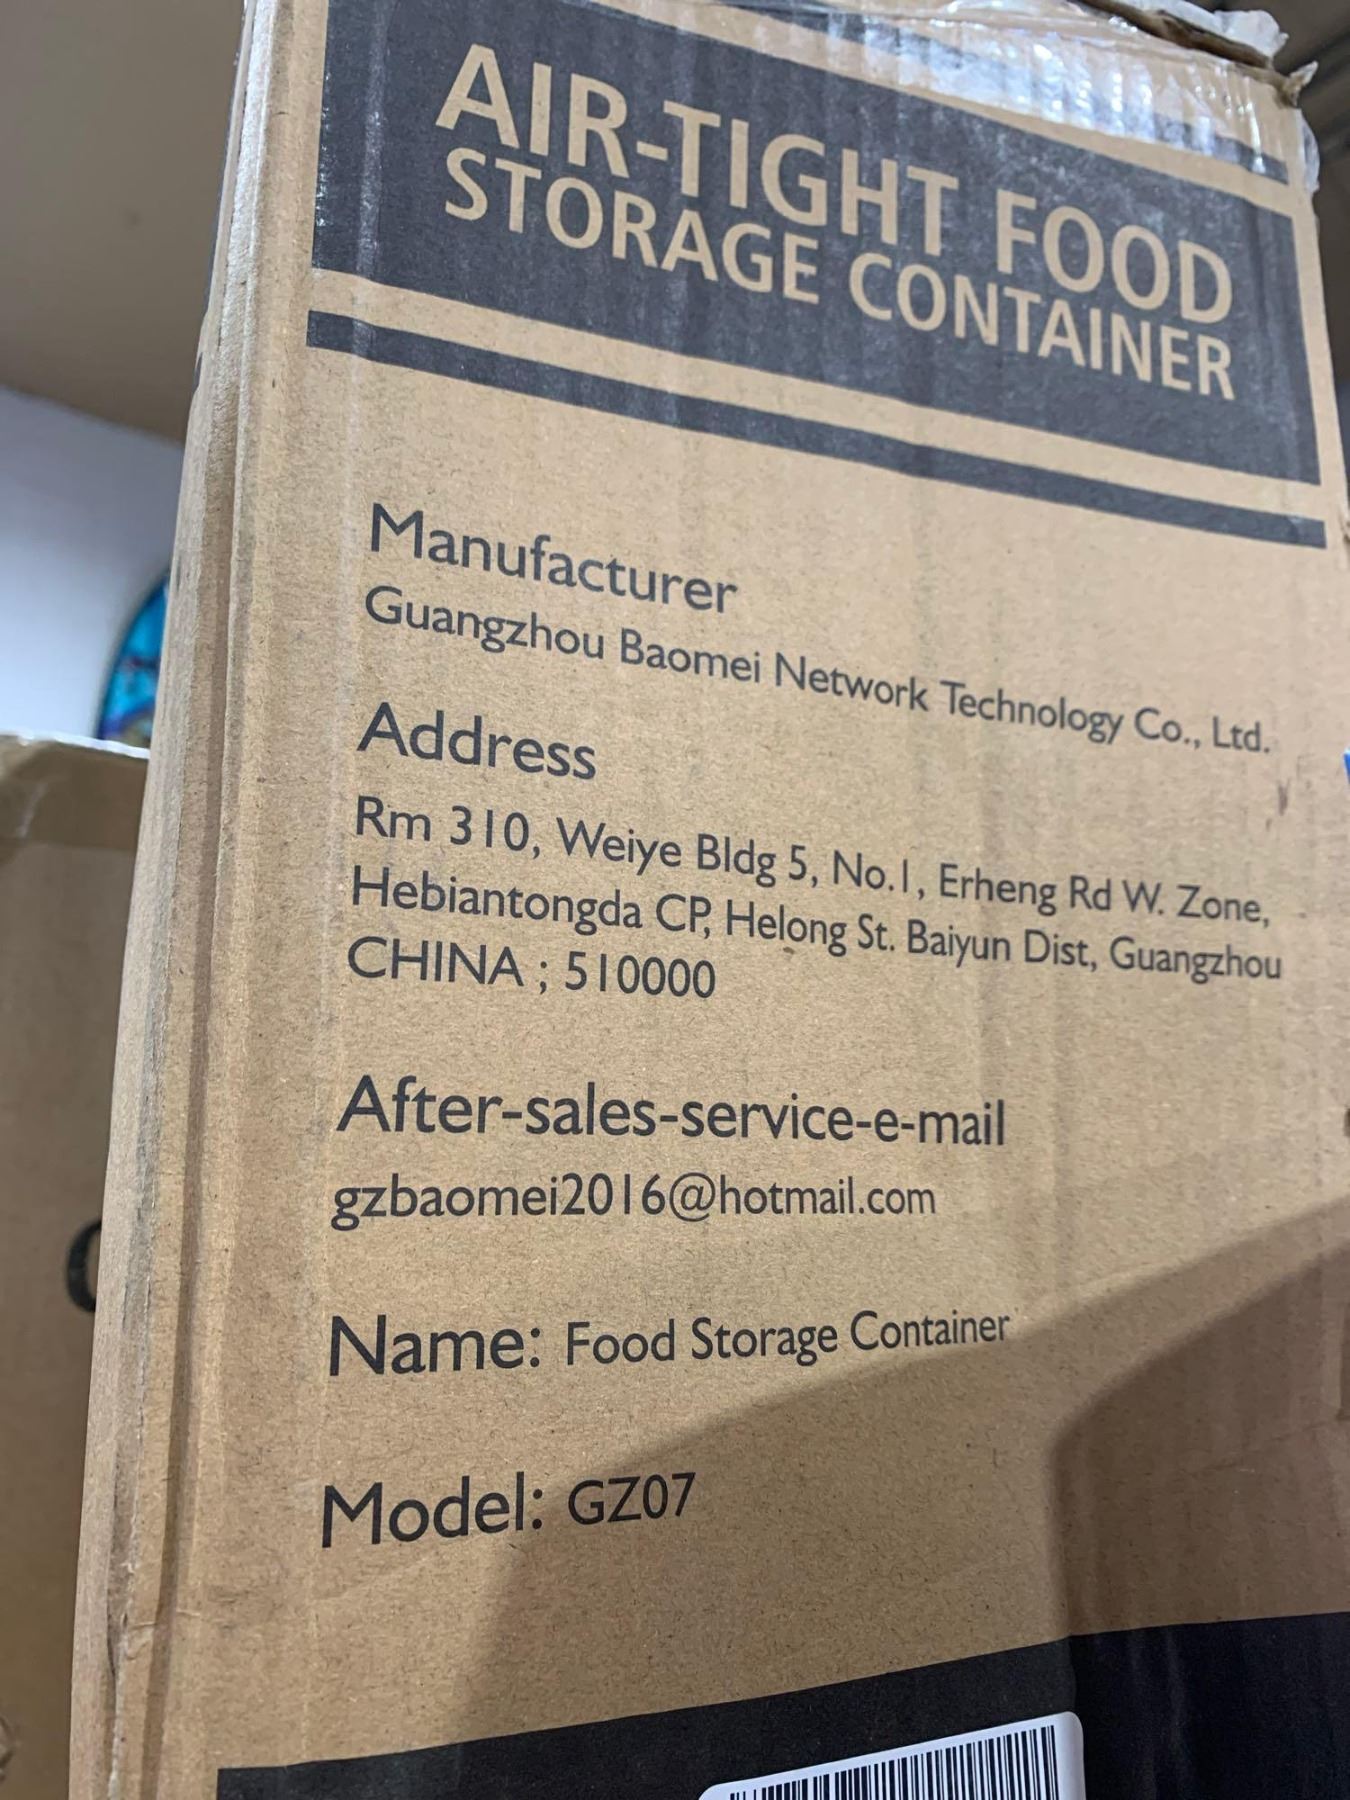 AIR-TIGHT FOOD
STORAGE CONTAINER
Manufacturer
Guangzhou Baomei Network Technology Co., Ltd.
Address
Rm 310, Weiye Bldg 5, No.1, Erheng Rd W. Zone,
Hebiantongda CP, Helong St. Baiyun Dist, Guangzhou
CHINA ; 510000
After-sales-service-e-mail
gzbaomei2016@hotmail.com
Name: Food Storage Container
Model: GZ07